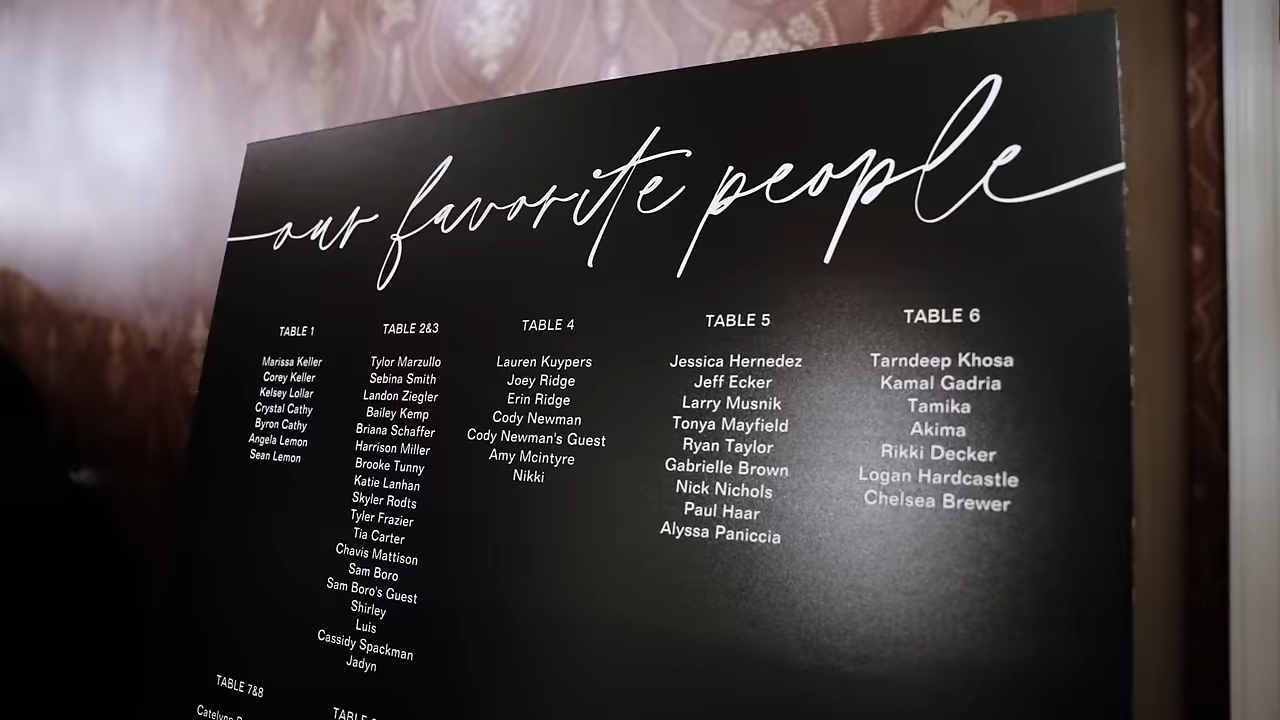 our favorite people
TABLE 1
Marissa Keller
Corey Keller
Kelsey Lollar
Crystal Cathy
Byron Cathy
Angela Lemon
Sean Lemon
TABLE 2&3
Tylor Marzullo
Sebina Smith
Landon Ziegler
Bailey Kemp
Briana Schaffer
Harrison Miller
Brooke Tunny
Katie Lanhan
Skyler Rodts
Tyler Frazier
Tia Carter
Chavis Mattison
Sam Boro
Sam Boro's Guest
Shirley
Luis
Cassidy Spackman
Jadyn
TABLE 4
Lauren Kuypers
Joey Ridge
Erin Ridge
Cody Newman
Cody Newman's Guest
Amy Mcintyre
Nikki
TABLE 5
Jessica Hernedez
Jeff Ecker
Larry Musnik
Tonya Mayfield
Ryan Taylor
Gabrielle Brown
Nick Nichols
Paul Haar
Alyssa Paniccia
TABLE 6
Tarndeep Khosa
Kamal Gadria
Tamika
Akima
Rikki Decker
Logan Hardcastle
Chelsea Brewer
TABLE 7&8
TABLE